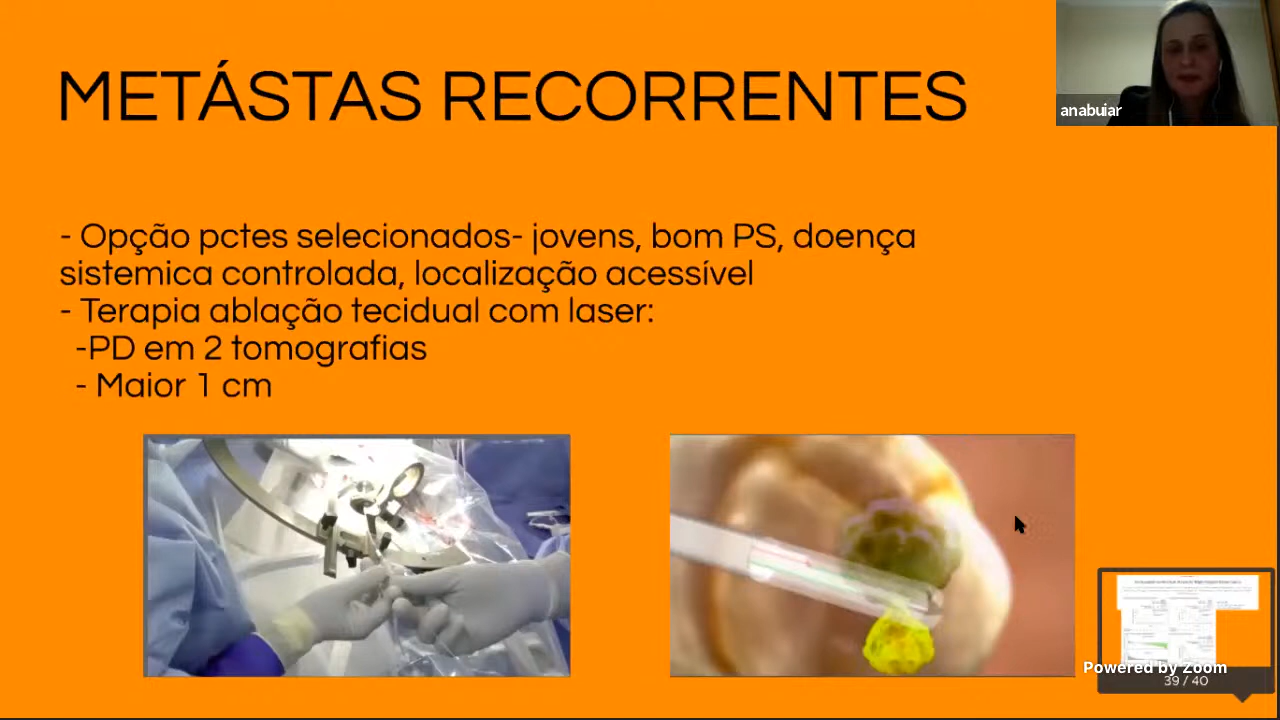 METÁSTAS RECORRENTES
anabuiar
- Opção pctes selecionados- jovens, bom PS, doença
sistemica controlada, localização acessível
- Terapia ablação tecidual com laser:
-PD em 2 tomografias
- Maior 1 cm
Powered by Zoom
39 / 40